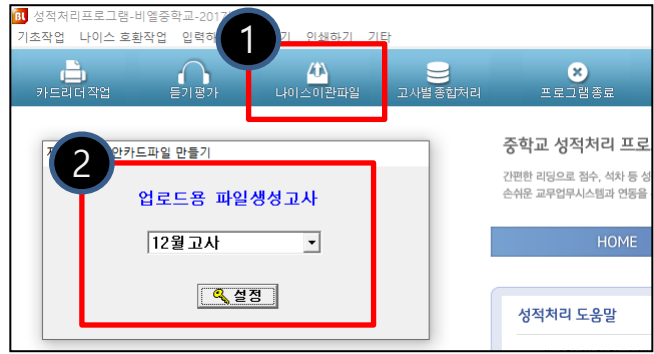 BL 성적처리프로그램-비엘중학교-2017
기초작업 나이스 호환작업 입력하 기 인쇄하기 기타
1
카드리더작업 듣기평가 나이스이관파일 고사별종합처리 프로그램종료
2
안카드파일 만들기
업로드용 파일생성고사
12월고사
설정
중학교 성적처리 프로
간편한 리딩으로 점수, 석차 등 성
손쉬운 교무업무시스템과 연동을
HOME
성적처리 도움말